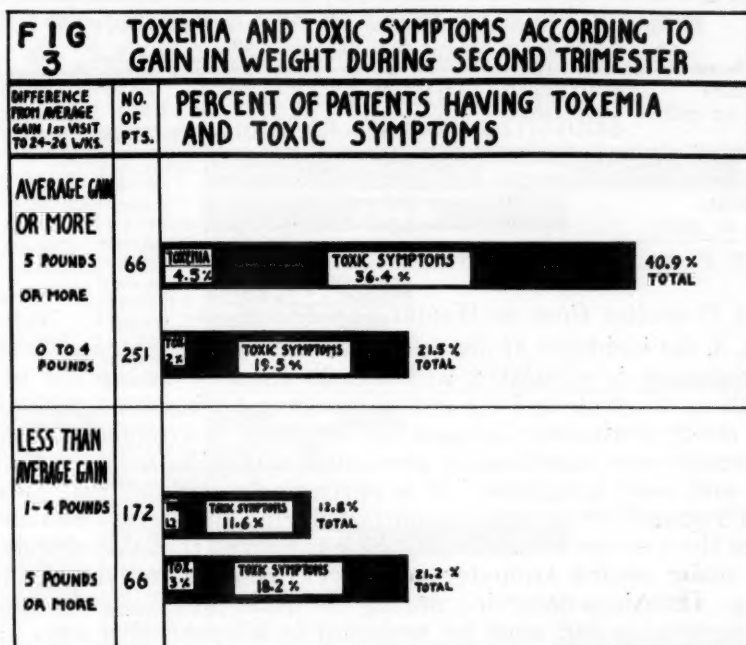 FIG 3
TOXEMIA AND TOXIC SYMPTOMS ACCORDING TO
GAIN IN WEIGHT DURING SECOND TRIMESTER
DIFFERENCE
FROM AVERAGE
GAIN 1ST VISIT
TO 24-26 WKS.
NO.
OF
PTS.
PERCENT OF PATIENTS HAVING TOXEMIA
AND TOXIC SYMPTOMS
AVERAGE GAIN
OR MORE
5 POUNDS
OR MORE
66
TOXEMIA
4.5%
TOXIC SYMPTOMS
36.4%
40.9%
TOTAL
0 TO 4
POUNDS
251
TOX.
2%
TOXIC SYMPTOMS
19.5%
21.5%
TOTAL
LESS THAN
AVERAGE GAIN
1-4 POUNDS
172
1.2
TOXIC SYMPTOMS
11.6%
12.8%
TOTAL
5 POUNDS
OR MORE
66
TOX.
3%
TOXIC SYMPTOMS
18.2%
21.2%
TOTAL